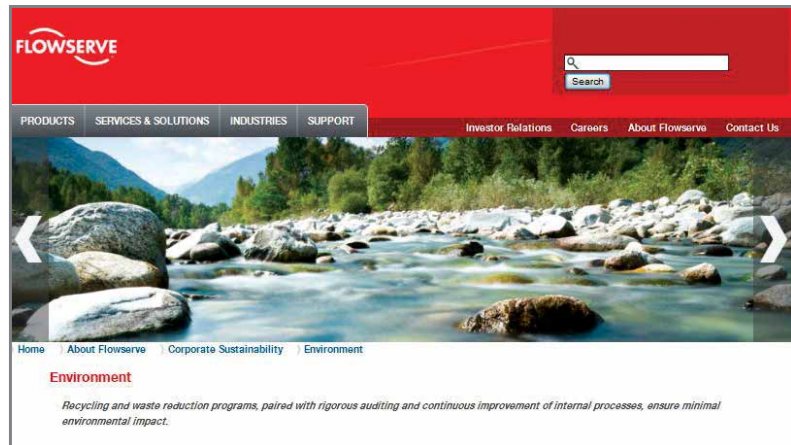 FLOWSERVE
Search
PRODUCTS SERVICES & SOLUTIONS INDUSTRIES SUPPORT
Investor Relations Careers About Flowserve Contact Us
Home 〉About Flowserve 〉Corporate Sustainability 〉Environment
Environment
Recycling and waste reduction programs, paired with rigorous auditing and continuous improvement of internal processes, ensure minimal
environmental impact.